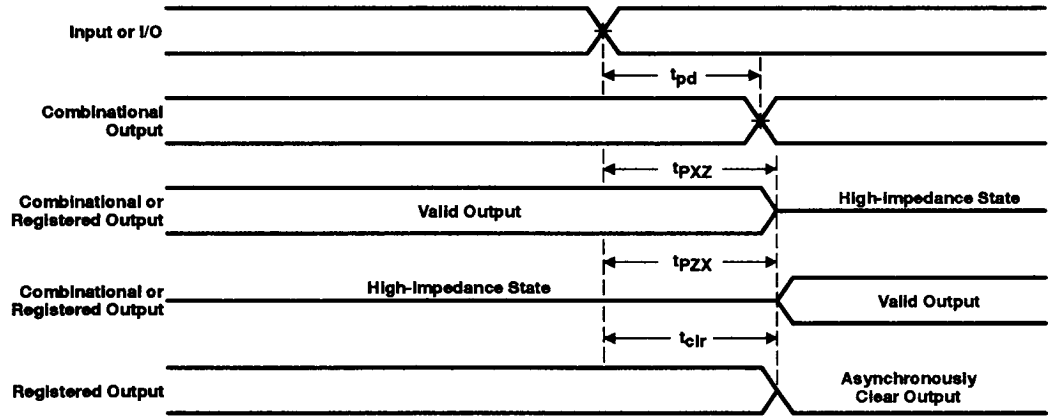 Input or I/O
tpd
Combinational
Output
tPXZ
Combinational or
Registered Output
Valid Output
High-Impedance State
tPZX
Combinational or
Registered Output
High-Impedance State
Valid Output
tclr
Registered Output
Asynchronously
Clear Output